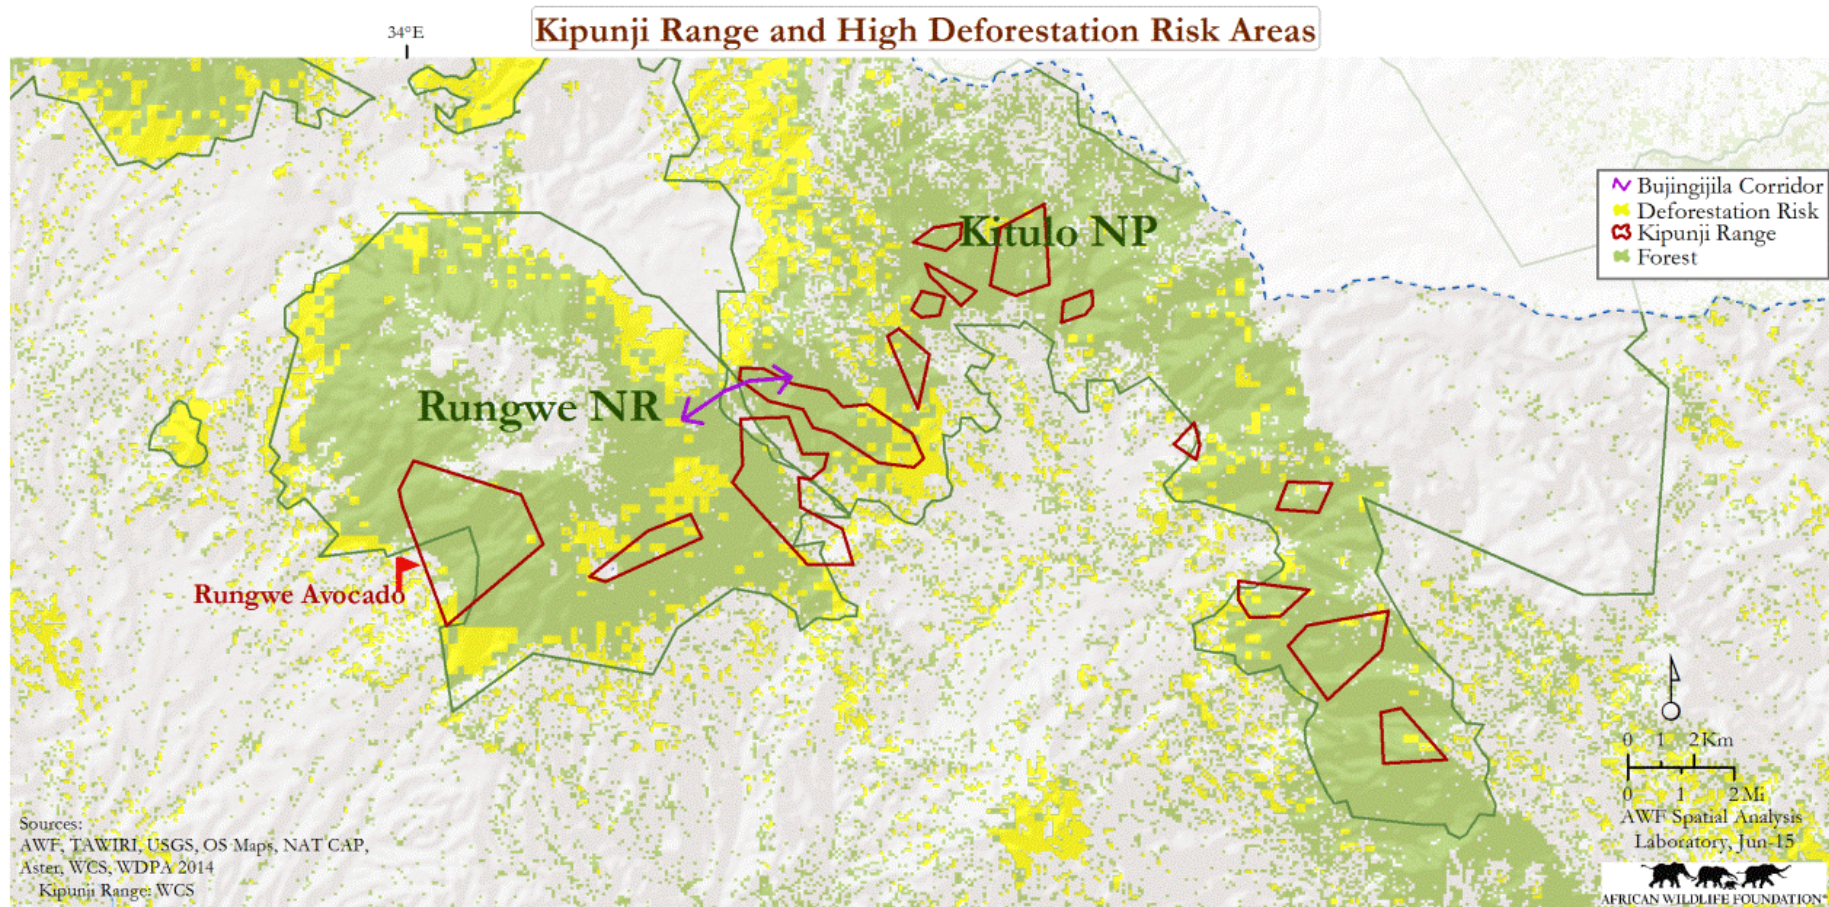 Kipunji Range and High Deforestation Risk Areas
34°E
Bujingijila Corridor
Deforestation Risk
Kipunji Range
Forest
Kitulo NP
Rungwe NR
Rungwe Avocado
0 1 2 Km
0 1 2 Mi
AWF Spatial Analysis
Laboratory, Jun-15
AFRICAN WILDLIFE FOUNDATION®
Sources:
AWF, TAWIRI, USGS, OS Maps, NAT CAP,
Aster, WCS, WDPA 2014
Kipunji Range: WCS